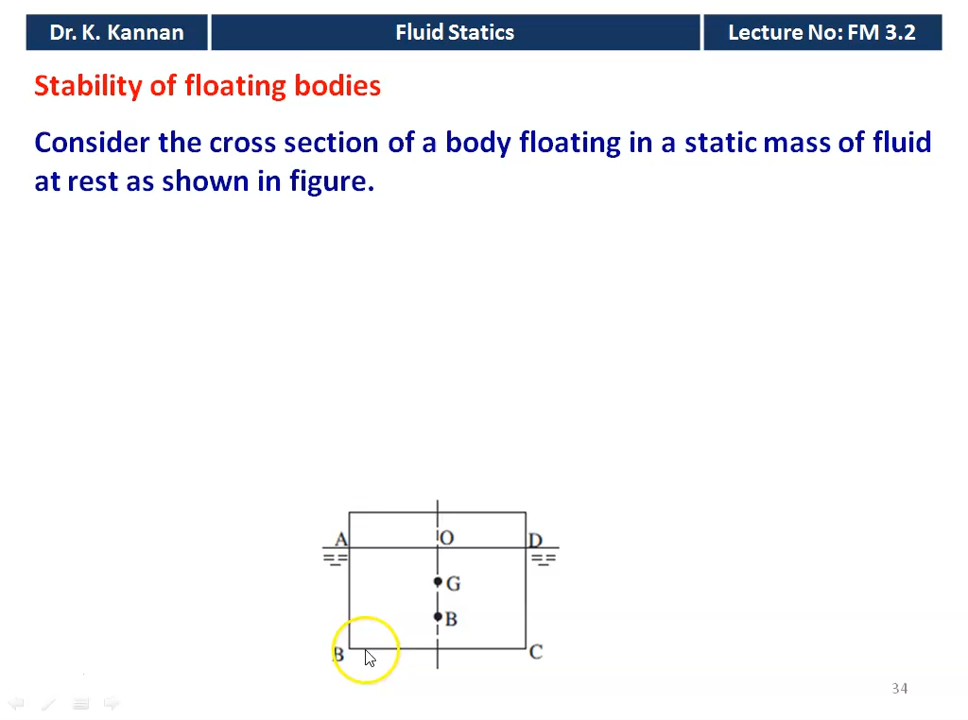 Dr. K. Kannan
Fluid Statics
Lecture No: FM 3.2
Stability of floating bodies
Consider the cross section of a body floating in a static mass of fluid
at rest as shown in figure.
A O D
G
B
B C
34